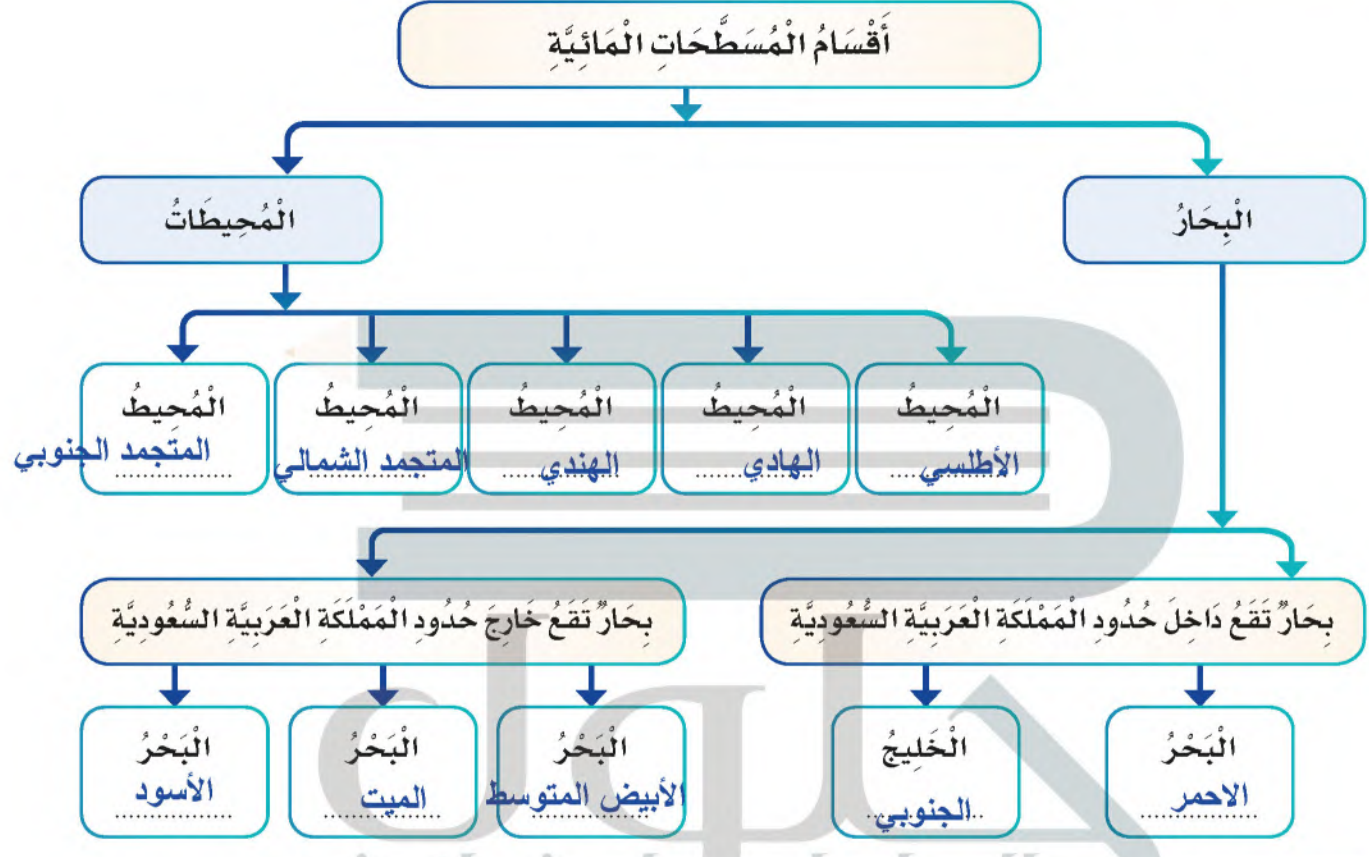 أَقْسَامُ الْمُسَطَّحَاتِ الْمَائِيَّةِ
الْبِحَارُ
الْمُحِيطَاتُ
الْمُحِيطُ
الأطلسي
الْمُحِيطُ
الهادي
الْمُحِيطُ
الهندي
الْمُحِيطُ
المتجمد الشمالي
الْمُحِيطُ
المتجمد الجنوبي
بِحَارٌ تَقَعُ دَاخِلَ حُدُودِ الْمَمْلَكَةِ الْعَرَبِيَّةِ السُّعُودِيَّةِ
بِحَارٌ تَقَعُ خَارِجَ حُدُودِ الْمَمْلَكَةِ الْعَرَبِيَّةِ السُّعُودِيَّةِ
الْبَحْرُ
الاحمر
الْخَلِيجُ
الجنوبي
الْبَحْرُ
الأبيض المتوسط
الْبَحْرُ
الميت
الْبَحْرُ
الأسود
حلول